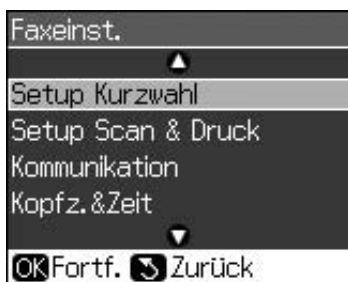 Faxeinst.
Setup Kurzwahl
Setup Scan & Druck
Kommunikation
Kopfz.&Zeit
OK Fortf. Zurück